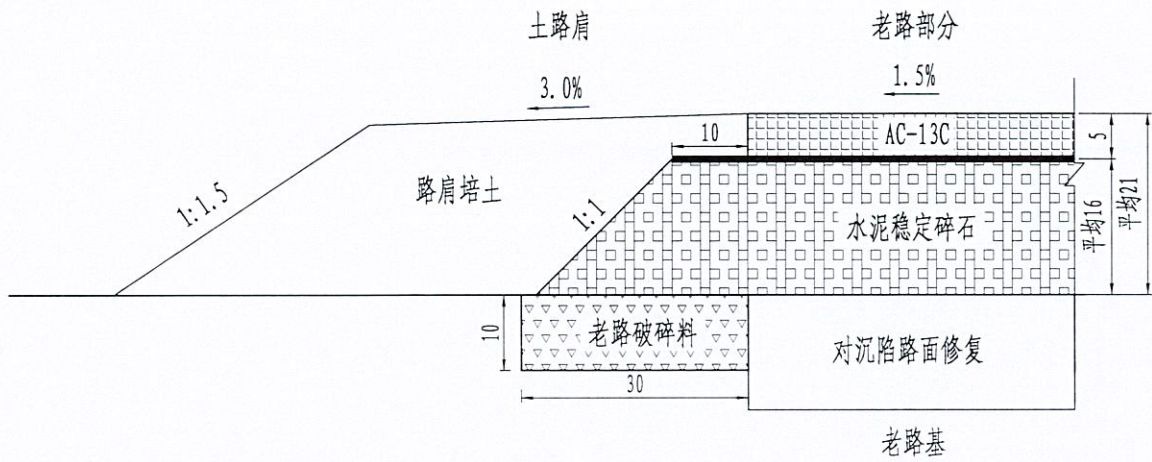 土路肩
老路部分
3.0%
1.5%
10
AC-13C
5
1:1.5
路肩培土
1:1
水泥稳定碎石
平均16
平均21
10
老路破碎料
30
对沉陷路面修复
老路基